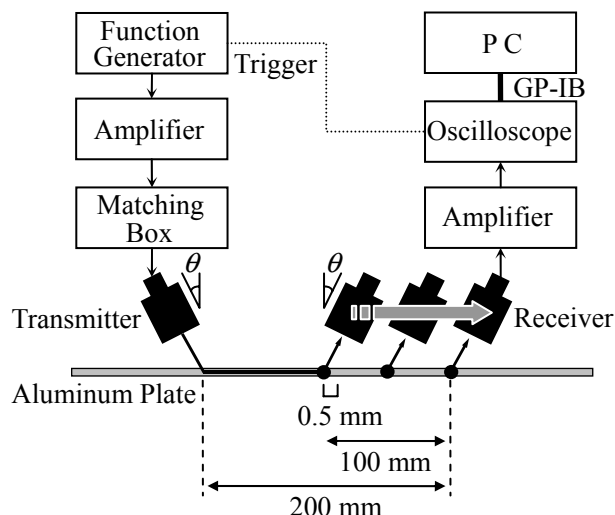 Function
Generator
Trigger
Amplifier
Matching
Box
θ
Transmitter
P C
GP-IB
Oscilloscope
Amplifier
θ
Receiver
Aluminum Plate
0.5 mm
100 mm
200 mm